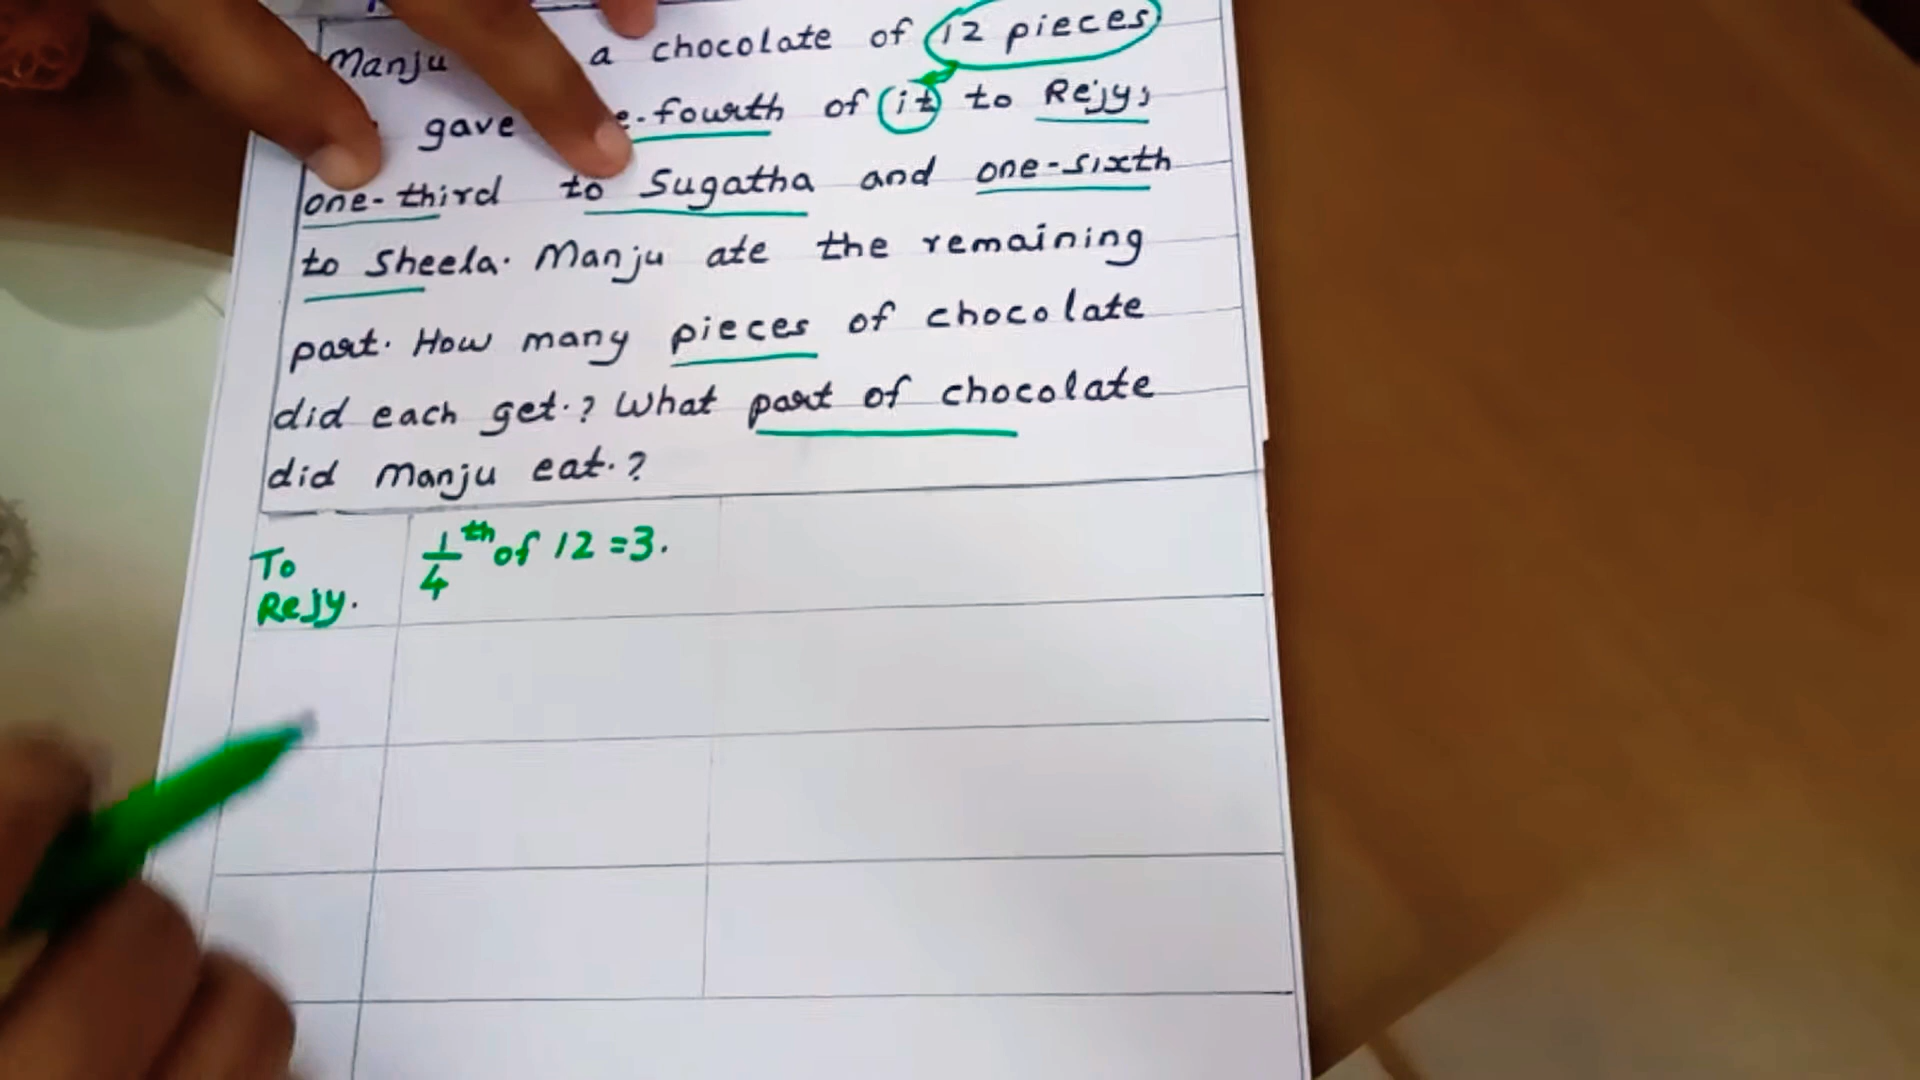 Manju a chocolate of 12 pieces
gave fourth of it to Rejy,
one-third to Sugatha and one-sixth
to Sheela. Manju ate the remaining
part. How many pieces of chocolate
did each get.? What part of chocolate
did Manju eat.?
To
Rejy.
1/4 th of 12 = 3.